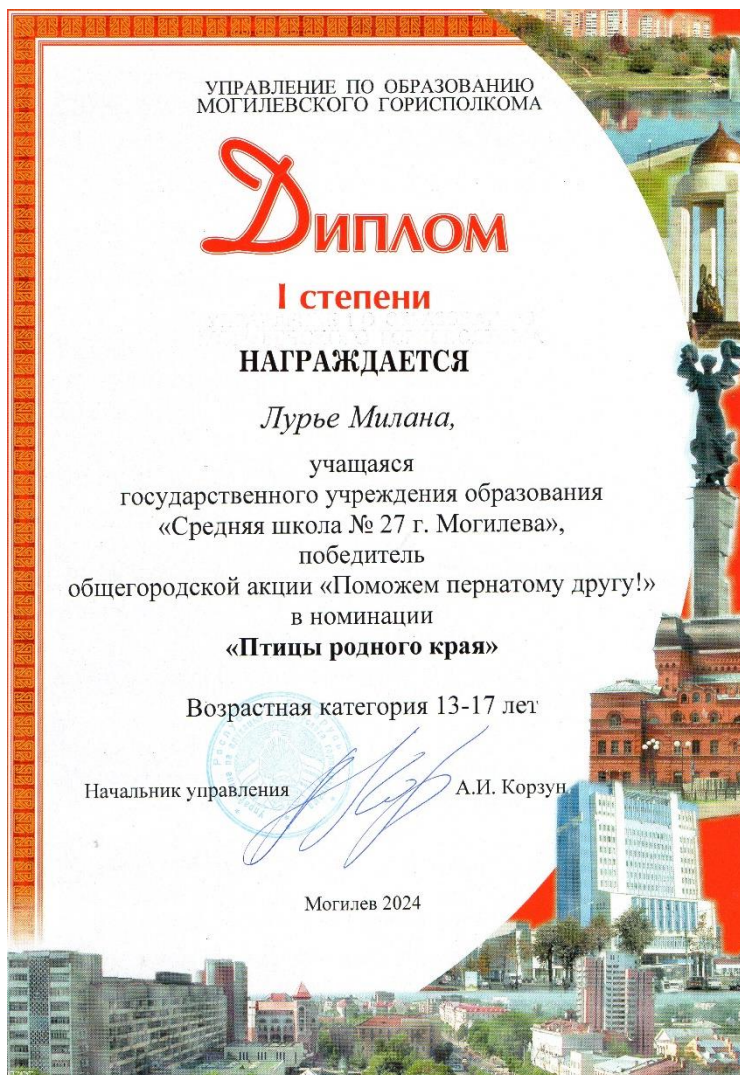 УПРАВЛЕНИЕ ПО ОБРАЗОВАНИЮ
МОГИЛЕВСКОГО ГОРИСПОЛКОМА
Диплом
I степени
НАГРАЖДАЕТСЯ
Лурье Милана,
учащаяся
государственного учреждения образования
«Средняя школа № 27 г. Могилева»,
победитель
общегородской акции «Поможем пернатому другу!»
в номинации
«Птицы родного края»
Возрастная категория 13-17 лет
Начальник управления А.И. Корзун
Могилев 2024